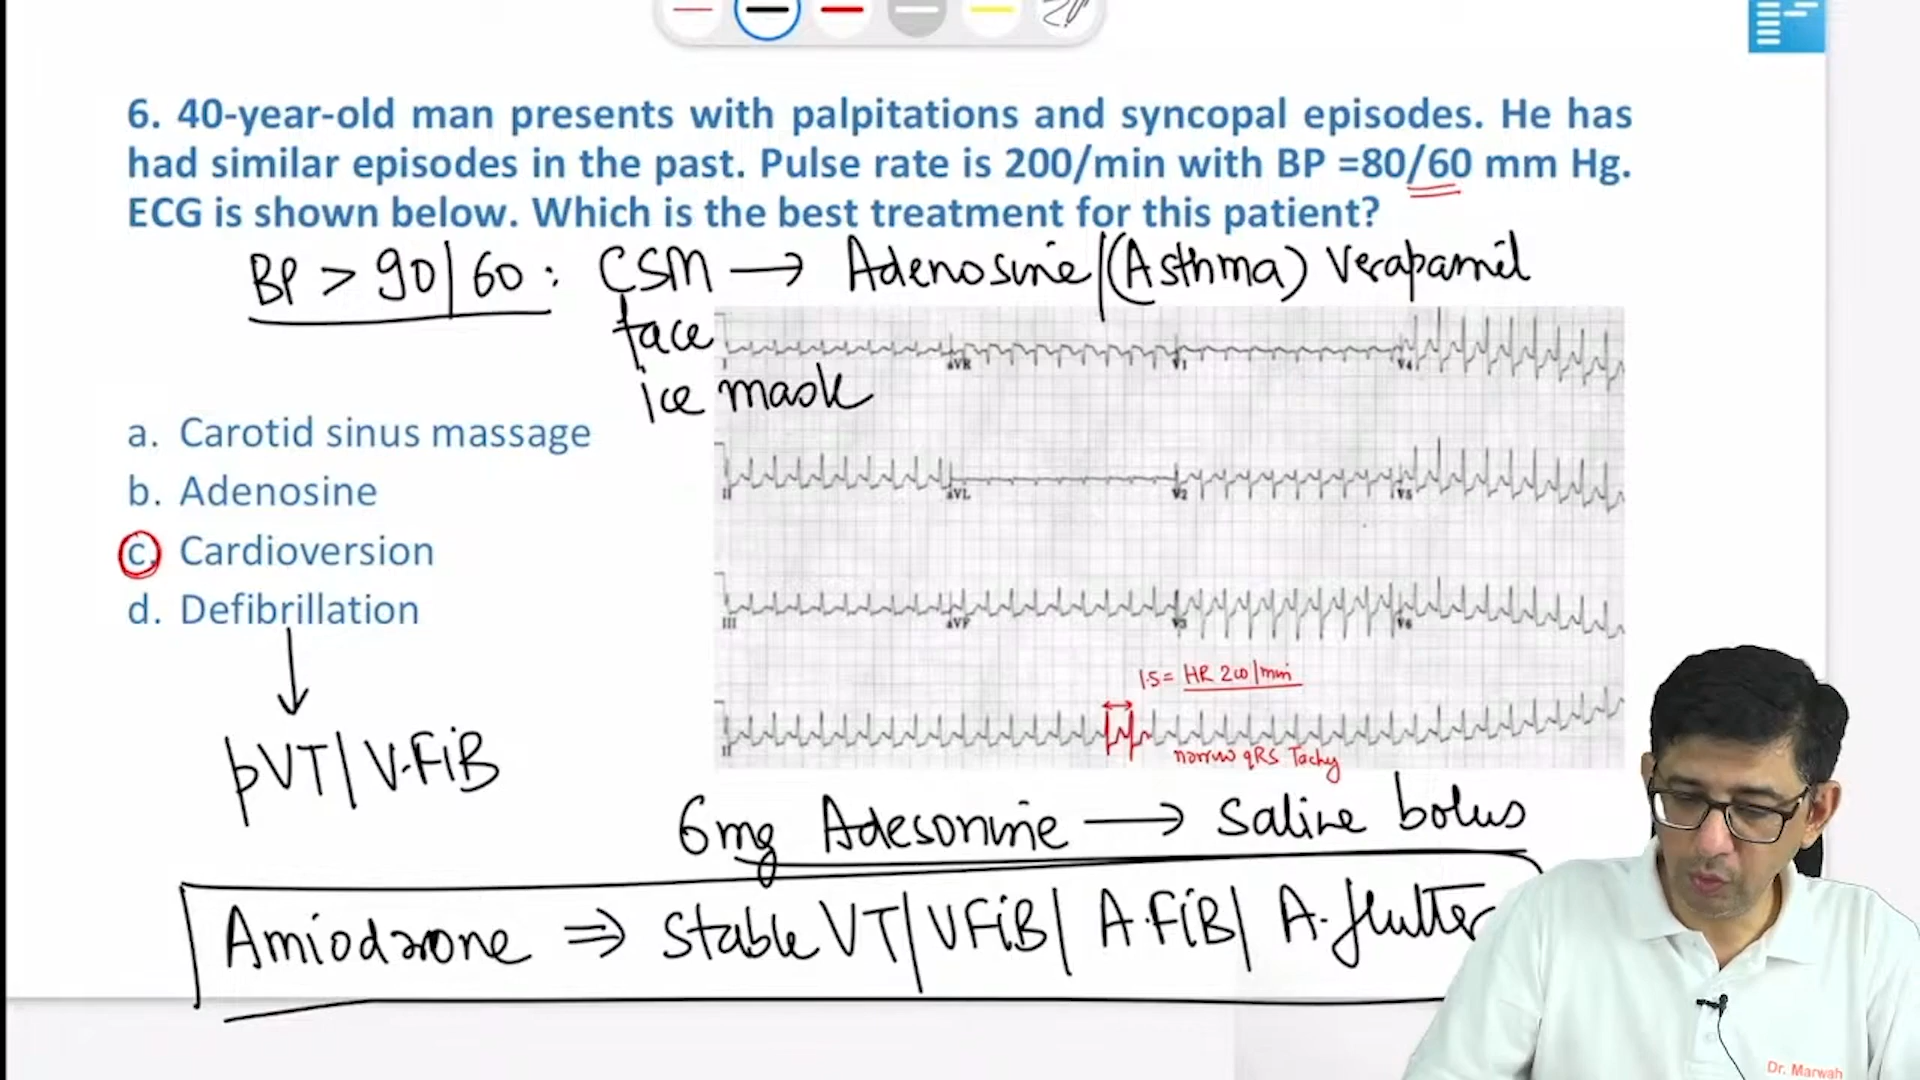 6. 40-year-old man presents with palpitations and syncopal episodes. He has
had similar episodes in the past. Pulse rate is 200/min with BP =80/60 mm Hg.
ECG is shown below. Which is the best treatment for this patient?
BP > 90/60 : CSM → Adenosine/(Asthma) Verapamil
face
ice mask
a. Carotid sinus massage
b. Adenosine
c. Cardioversion
d. Defibrillation
pVT/V.FiB
I aVR V1 V4
II aVL V2 V5
III aVF V3 V6
1.5 = HR 200/min
II
narrow qRS Tachy
6mg Adesonine → saline bolus
Amiodarone ⇒ stable VT/VFiB/ A.FiB/ A.flutter
Dr. Marwah